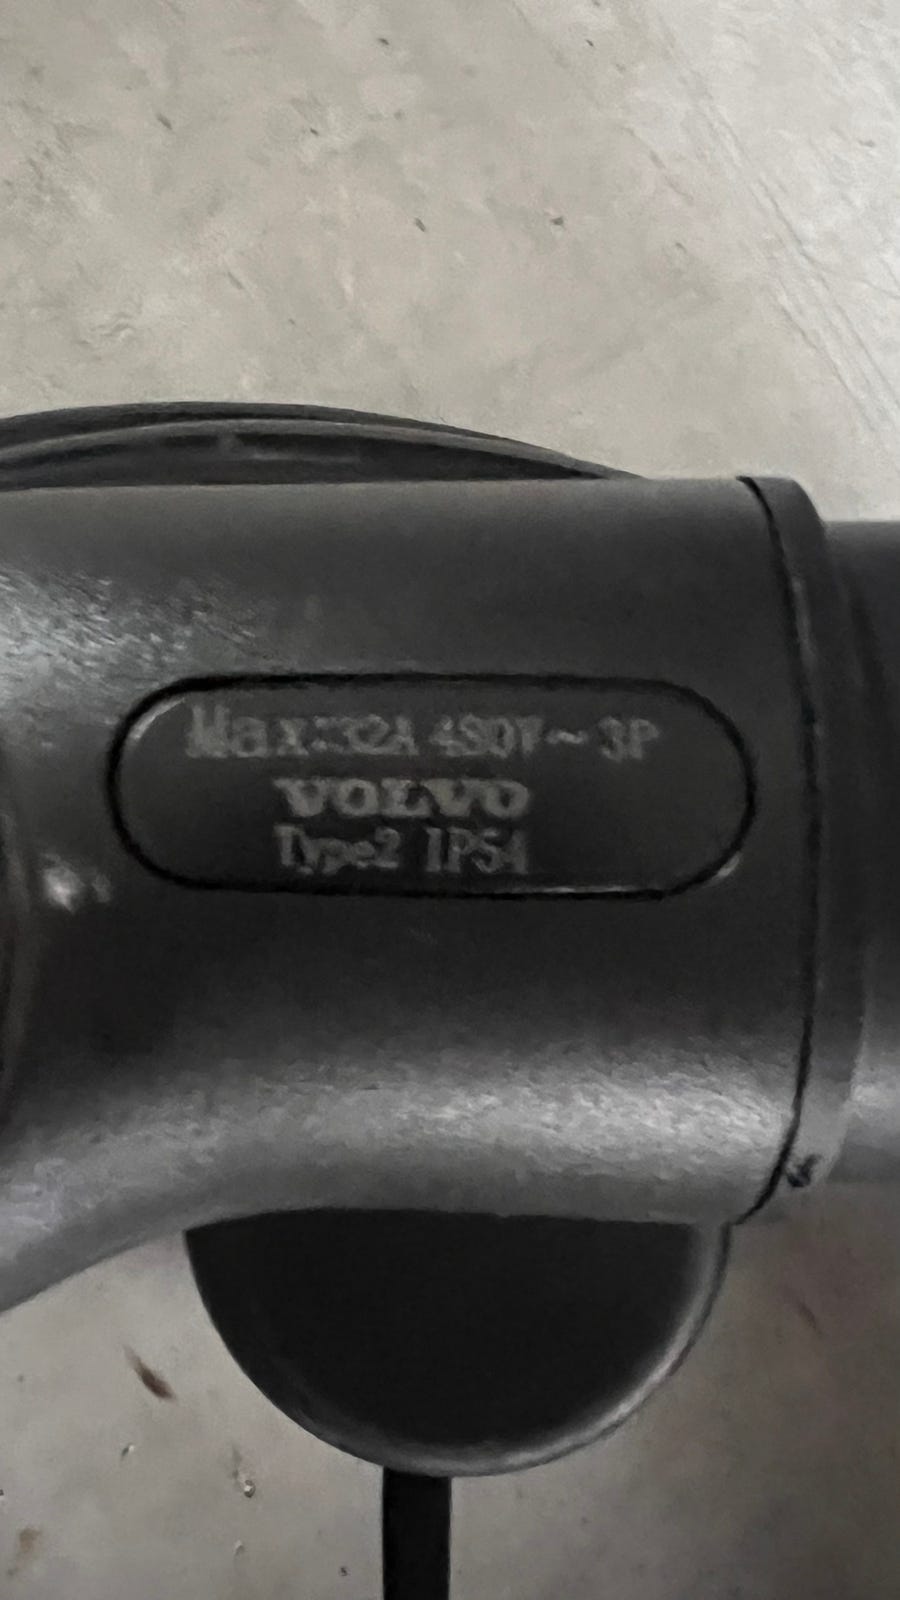 Max:32A 480V~ 3P
VOLVO
Type2 IP54